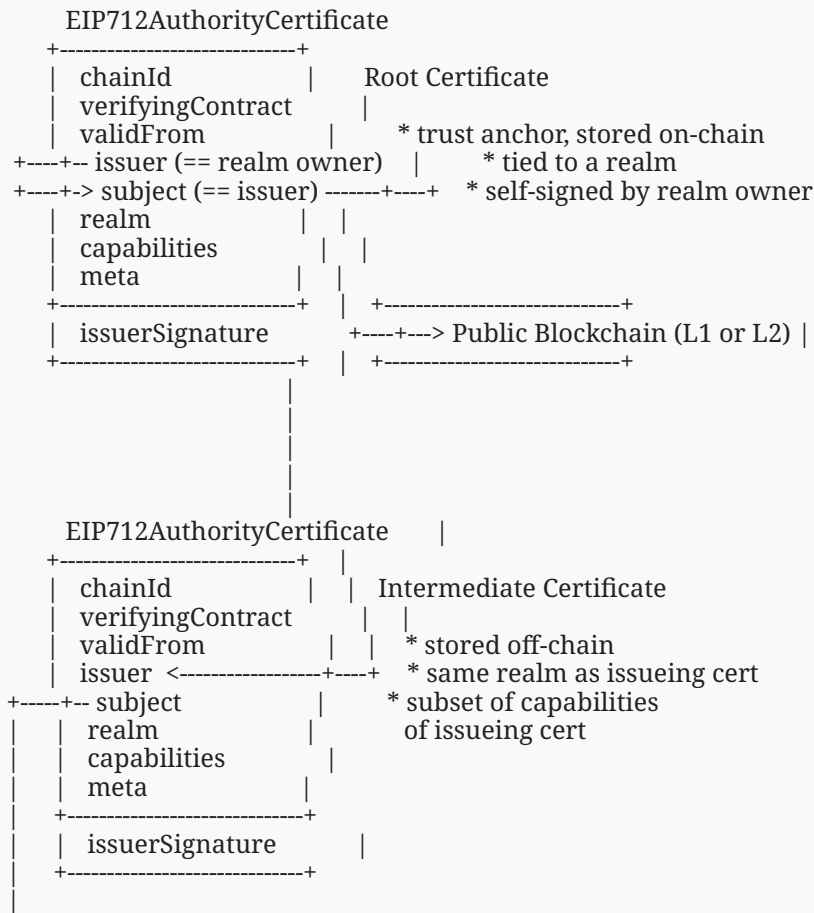 EIP712AuthorityCertificate
+------------------------------+
| chainId | Root Certificate
| verifyingContract |
| validFrom | * trust anchor, stored on-chain
+----+-- issuer (== realm owner) | * tied to a realm
+----+-> subject (== issuer) -------+----+ * self-signed by realm owner
| realm | |
| capabilities | |
| meta | |
+------------------------------+ | +------------------------------+
| issuerSignature +----+---> Public Blockchain (L1 or L2) |
+------------------------------+ | +------------------------------+
|
|
|
|
|
EIP712AuthorityCertificate |
+------------------------------+ |
| chainId | | Intermediate Certificate
| verifyingContract | |
| validFrom | | * stored off-chain
| issuer <------------------+----+ * same realm as issueing cert
+-----+-- subject | * subset of capabilities
| | realm | of issueing cert
| | capabilities |
| | meta |
| +------------------------------+
| | issuerSignature |
| +------------------------------+
|